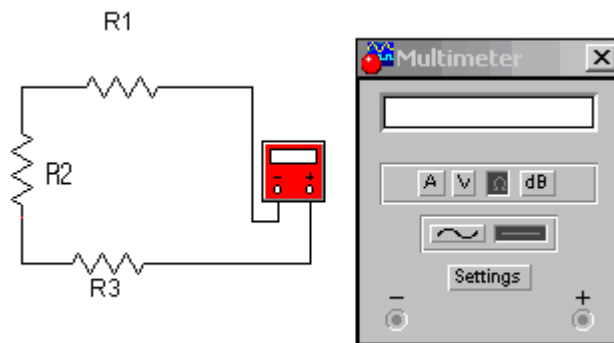 R1
R2
R3
- +
Multimeter
A V Ω dB
Settings
- +